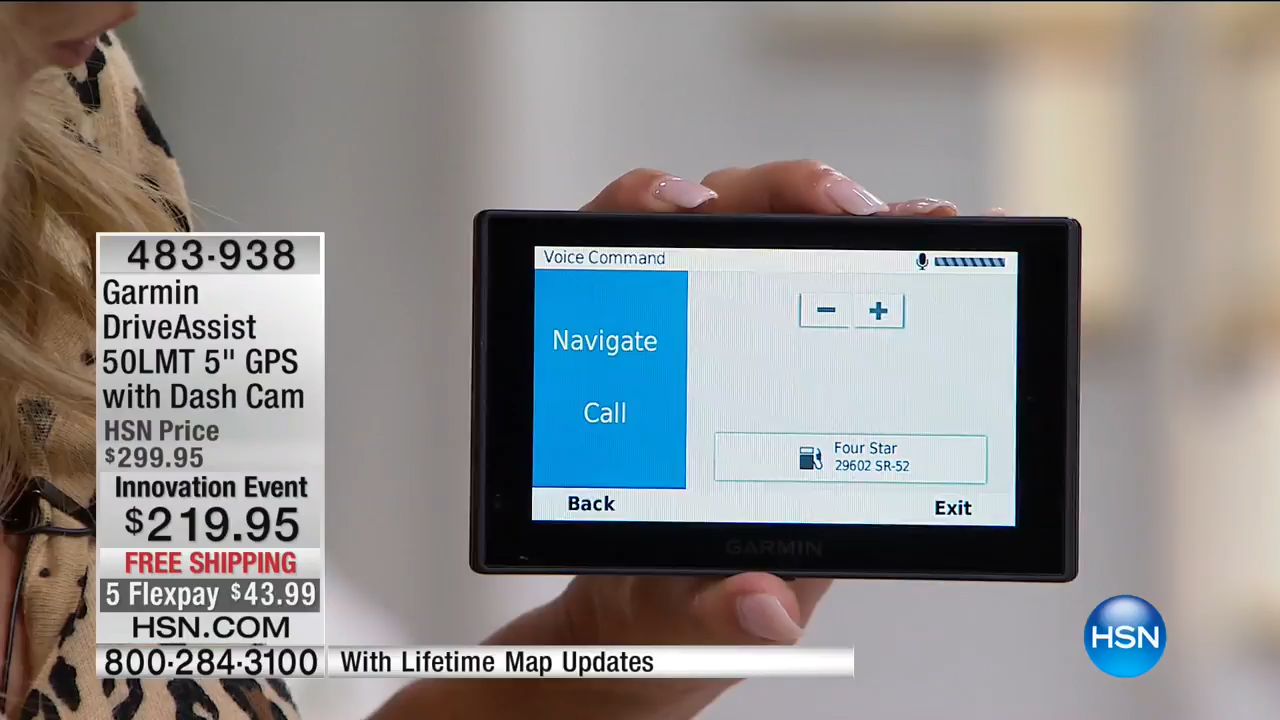 483-938
Garmin
DriveAssist
50LMT 5" GPS
with Dash Cam
HSN Price
$299.95
Innovation Event
$219.95
FREE SHIPPING
5 Flexpay $43.99
HSN.COM
800-284-3100
With Lifetime Map Updates
Voice Command
Navigate
Call
Four Star
29602 SR-52
Back
Exit
GARMIN
HSN